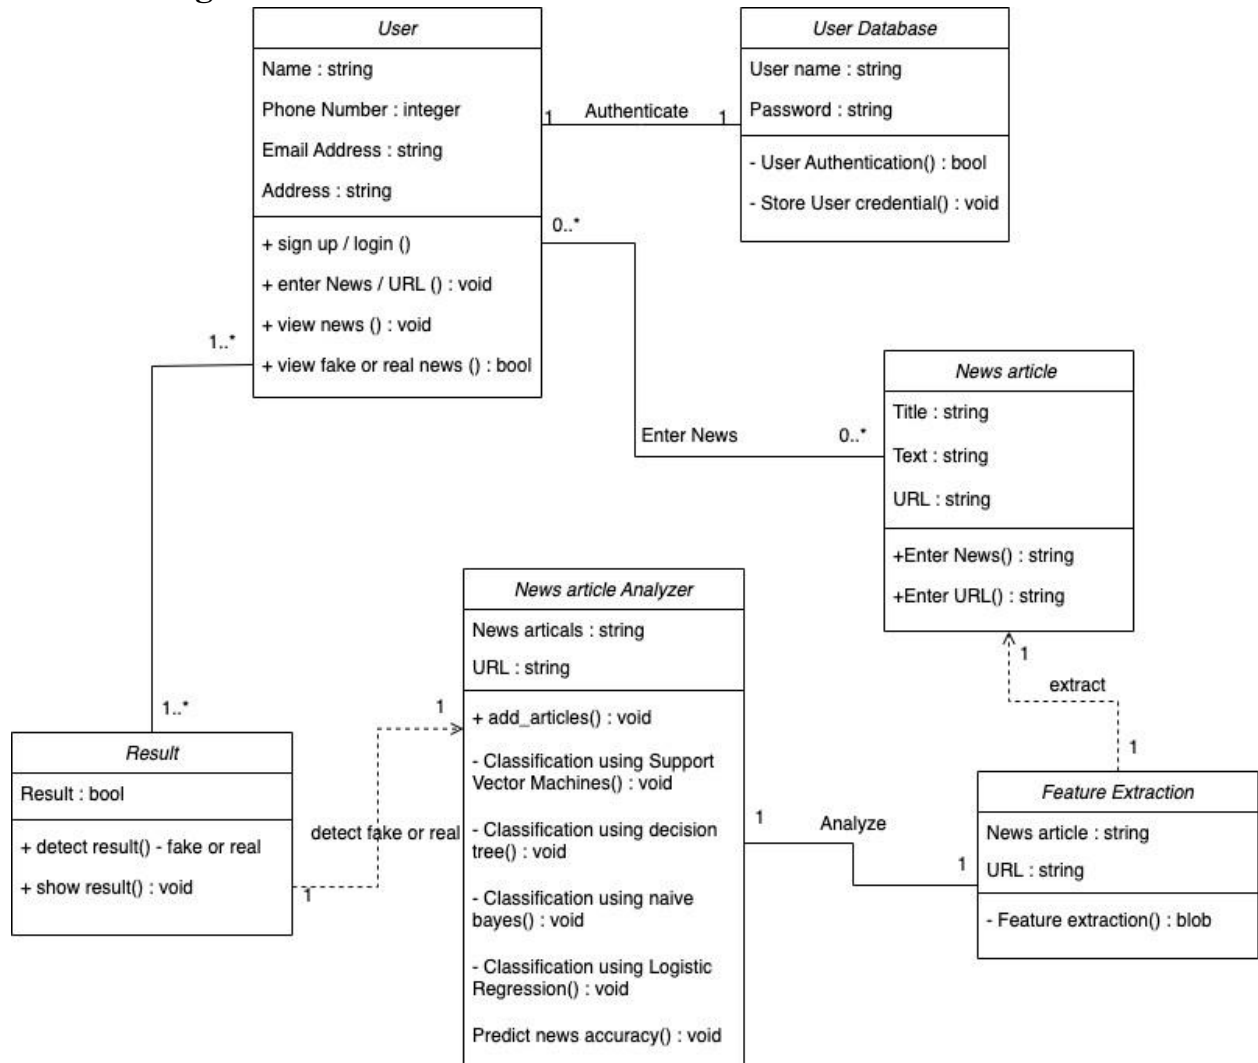 g
User
Name : string
Phone Number : integer
Email Address : string
Address : string
+ sign up / login ()
+ enter News / URL () : void
+ view news () : void
+ view fake or real news () : bool
1
Authenticate
1
User Database
User name : string
Password : string
- User Authentication() : bool
- Store User credential() : void
0..*
Enter News
0..*
1..*
1..*
News article
Title : string
Text : string
URL : string
+Enter News() : string
+Enter URL() : string
1
extract
1
News article Analyzer
News articals : string
URL : string
+ add_articles() : void
- Classification using Support
Vector Machines() : void
- Classification using decision
tree() : void
- Classification using naive
bayes() : void
- Classification using Logistic
Regression() : void
Predict news accuracy() : void
Result
Result : bool
+ detect result() - fake or real
+ show result() : void
1
detect fake or real
1
1
Analyze
1
Feature Extraction
News article : string
URL : string
- Feature extraction() : blob